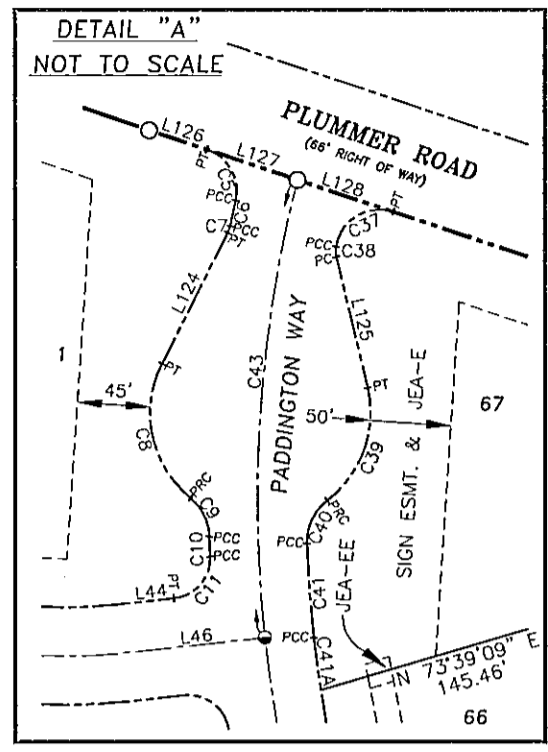 DETAIL "A"
NOT TO SCALE
L126
PLUMMER ROAD
(66' RIGHT OF WAY)
PT
L127
L128
C5
PT
PCC
C6
C37
C7
PCC
PT
PCC
C38
PC
L124
L125
PADDINGTON WAY
C43
1
PT
PT
45'
50'
67
C8
C39
SIGN ESMT. & JEA-E
PRC
C9
PRC
C40
C10
PCC
PCC
PCC
JEA-EE
L44
PT
C11
C41
L46
PCC
C41A
N 73°39'09" E
145.46'
66